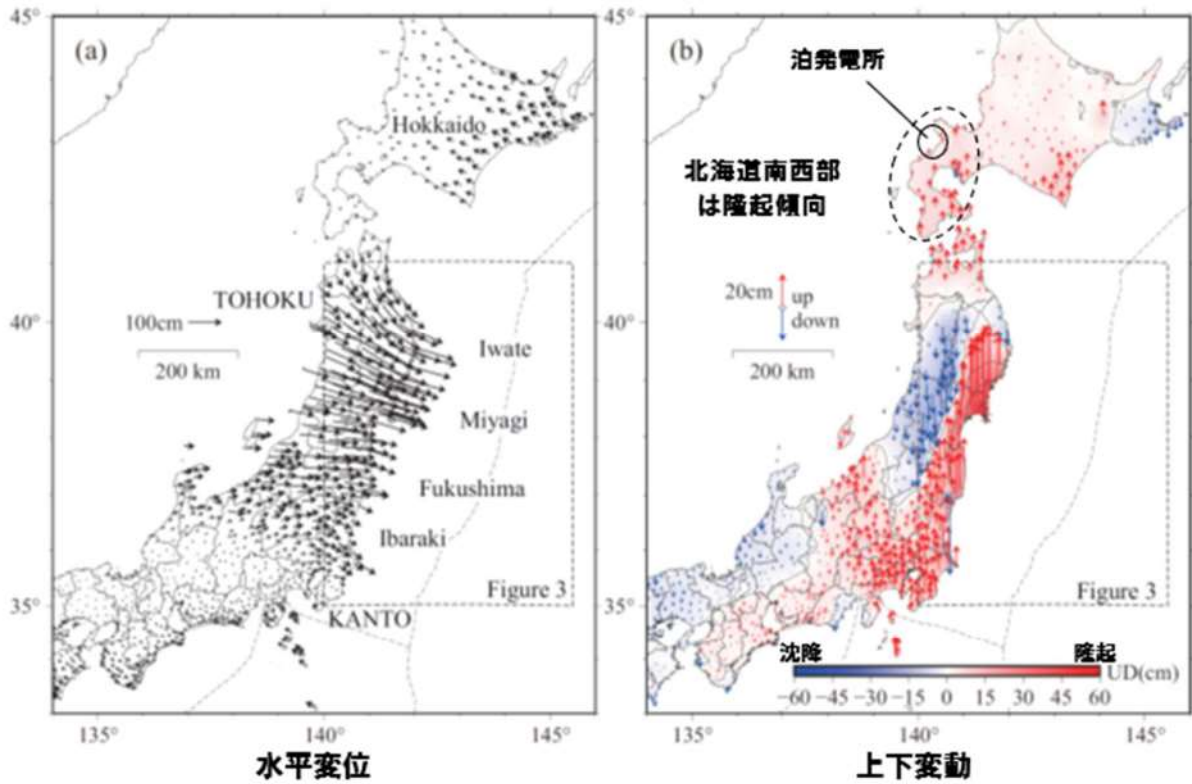 45°
40°
35°
(a)
Hokkaido
TOHOKU
100cm
200 km
Iwate
Miyagi
Fukushima
Ibaraki
Figure 3
KANTO
135°
140°
145°
水平変位
45°
40°
35°
(b)
泊発電所
北海道南西部
は隆起傾向
20cm
up
down
200 km
Figure 3
沈降
隆起
UD(cm)
−60 −45 −30 −15 0 15 30 45 60
135°
140°
145°
上下変動